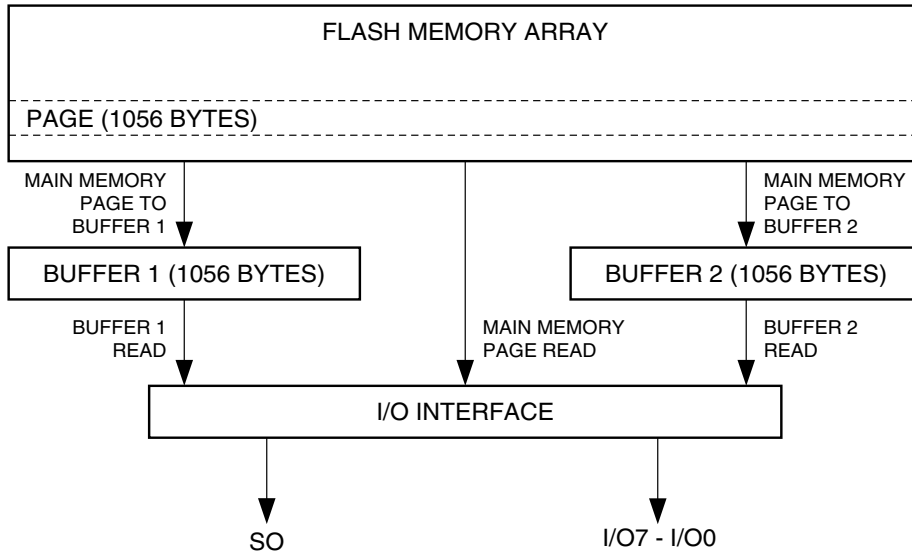 FLASH MEMORY ARRAY
PAGE (1056 BYTES)
MAIN MEMORY
PAGE TO
BUFFER 1
MAIN MEMORY
PAGE TO
BUFFER 2
BUFFER 1 (1056 BYTES)
BUFFER 2 (1056 BYTES)
BUFFER 1
READ
MAIN MEMORY
PAGE READ
BUFFER 2
READ
I/O INTERFACE
SO
I/O7 - I/O0